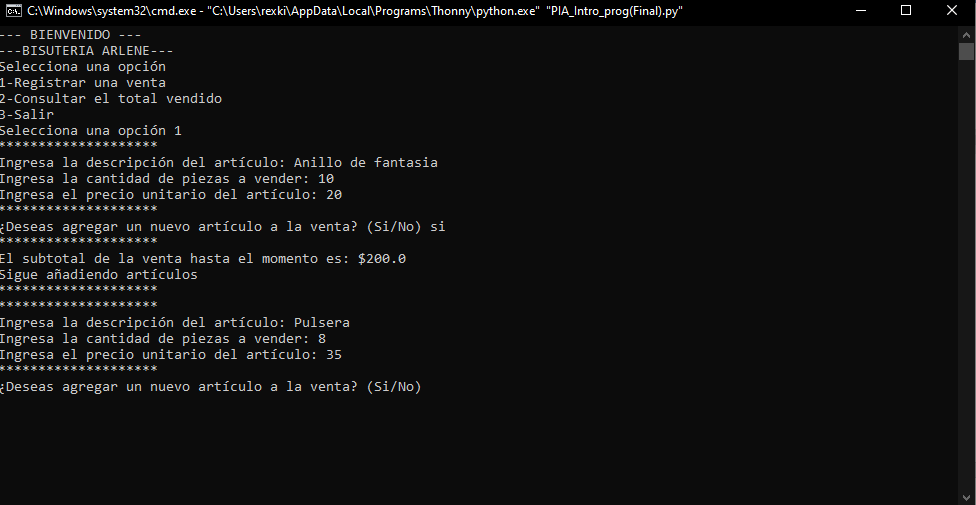 C:\Windows\system32\cmd.exe - "C:\Users\rexki\AppData\Local\Programs\Thonny\python.exe" "PIA_Intro_prog(Final).py"
--- BIENVENIDO ---
---BISUTERIA ARLENE---
Selecciona una opción
1-Registrar una venta
2-Consultar el total vendido
3-Salir
Selecciona una opción 1
********************
Ingresa la descripción del artículo: Anillo de fantasia
Ingresa la cantidad de piezas a vender: 10
Ingresa el precio unitario del artículo: 20
********************
¿Deseas agregar un nuevo artículo a la venta? (Si/No) si
********************
El subtotal de la venta hasta el momento es: $200.0
Sigue añadiendo artículos
********************
********************
Ingresa la descripción del artículo: Pulsera
Ingresa la cantidad de piezas a vender: 8
Ingresa el precio unitario del artículo: 35
********************
¿Deseas agregar un nuevo artículo a la venta? (Si/No)